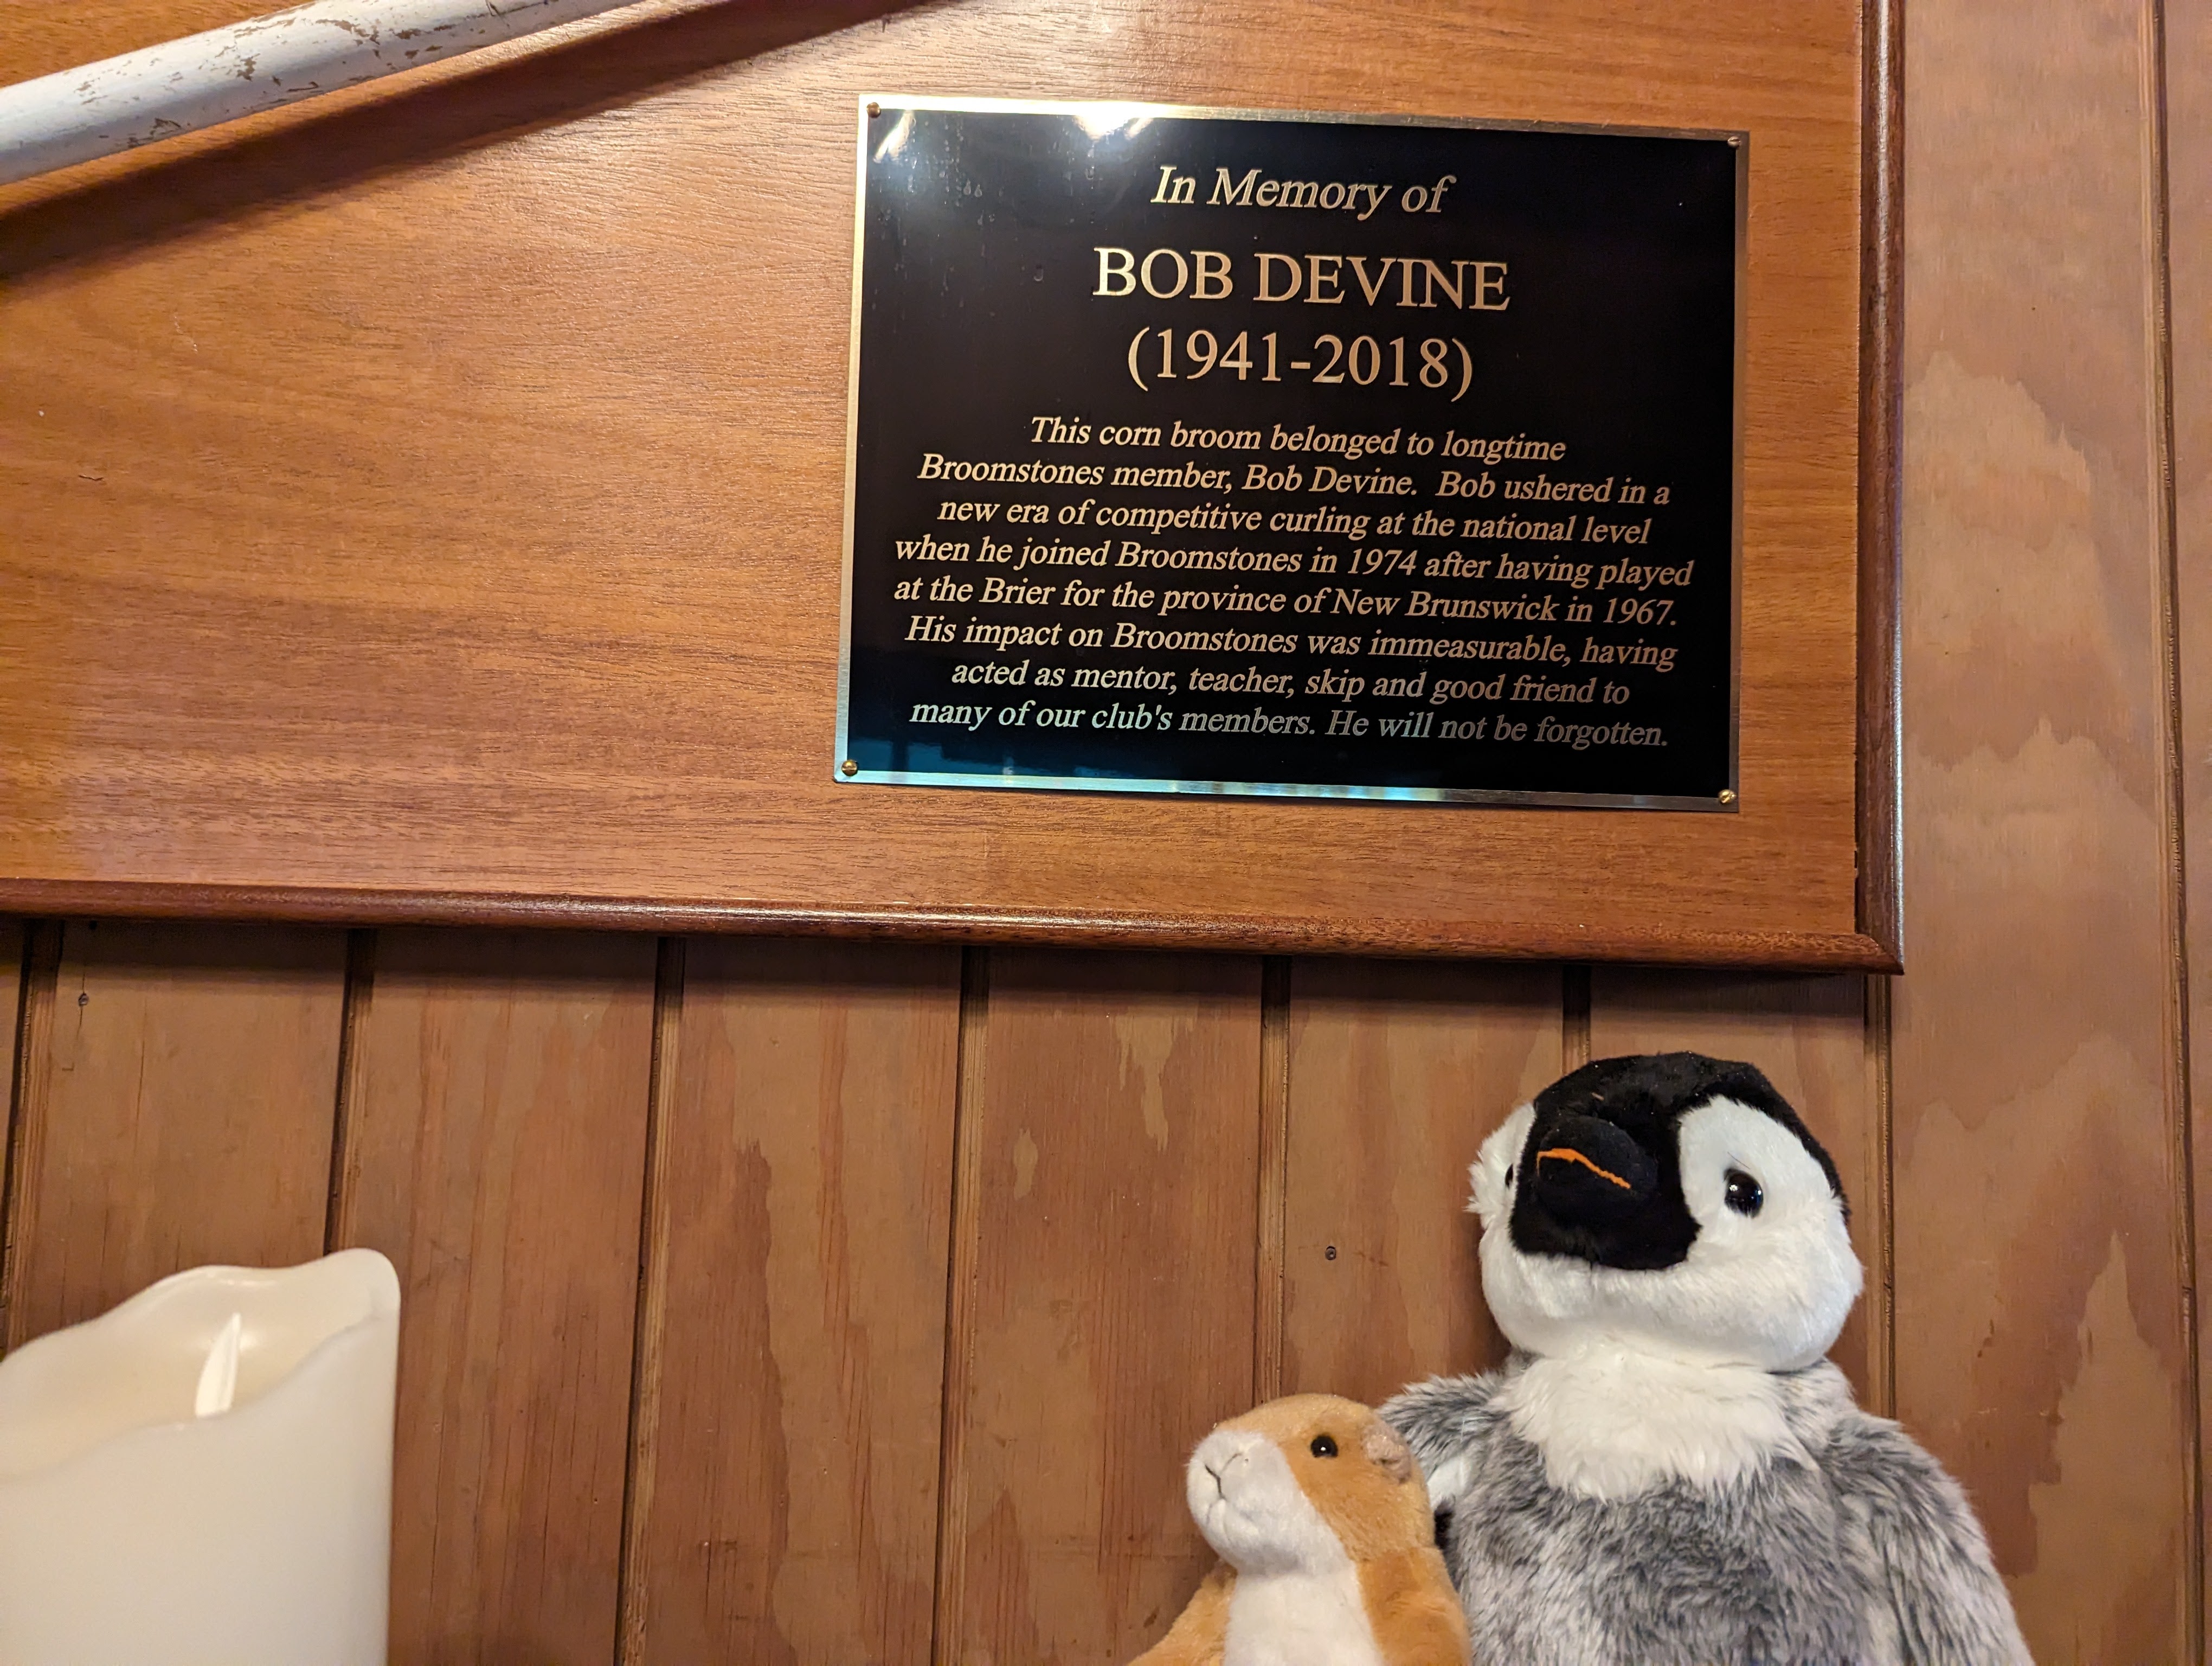 In Memory of
BOB DEVINE
(1941-2018)
This corn broom belonged to longtime
Broomstones member, Bob Devine.  Bob ushered in a
new era of competitive curling at the national level
when he joined Broomstones in 1974 after having played
at the Brier for the province of New Brunswick in 1967.
His impact on Broomstones was immeasurable, having
acted as mentor, teacher, skip and good friend to
many of our club's members. He will not be forgotten.